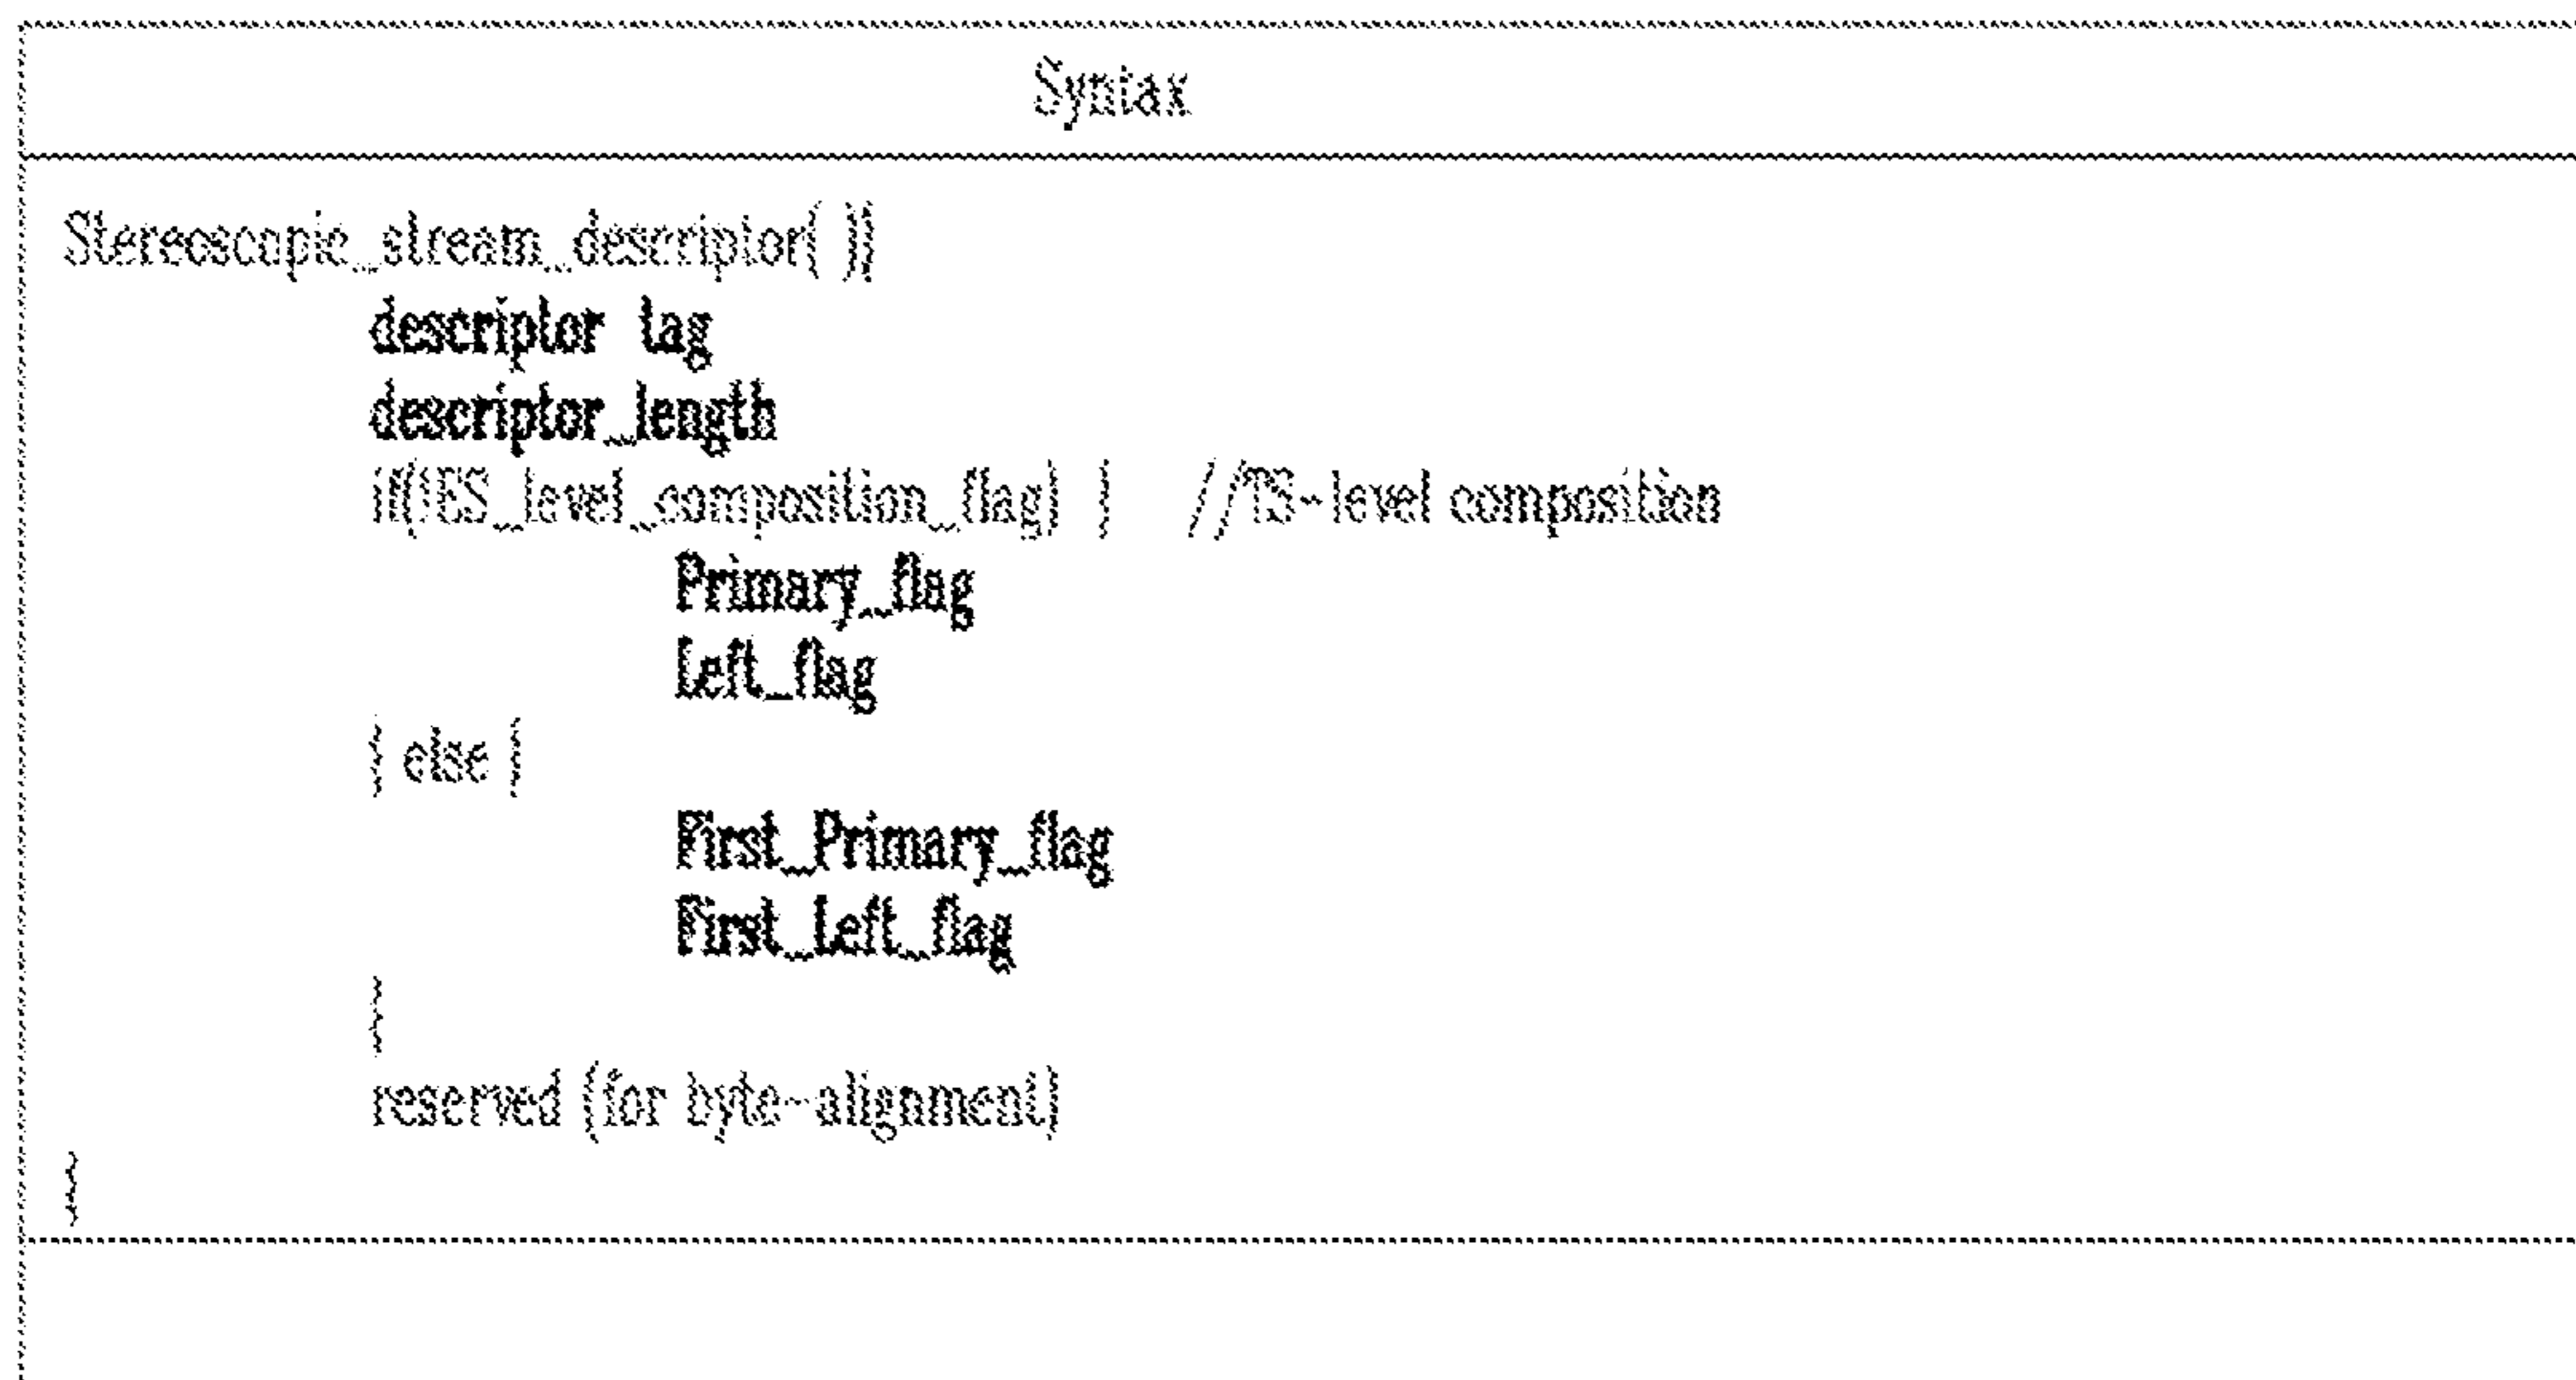 Syntax
Stereoscopic_stream_descriptor( ){
descriptor_tag
descriptor_length
if(!ES_level_composition_flag) { //TS-level composition
Primary_flag
Left_flag
} else {
First_Primary_flag
First_Left_flag
}
reserved (for byte-alignment)
}